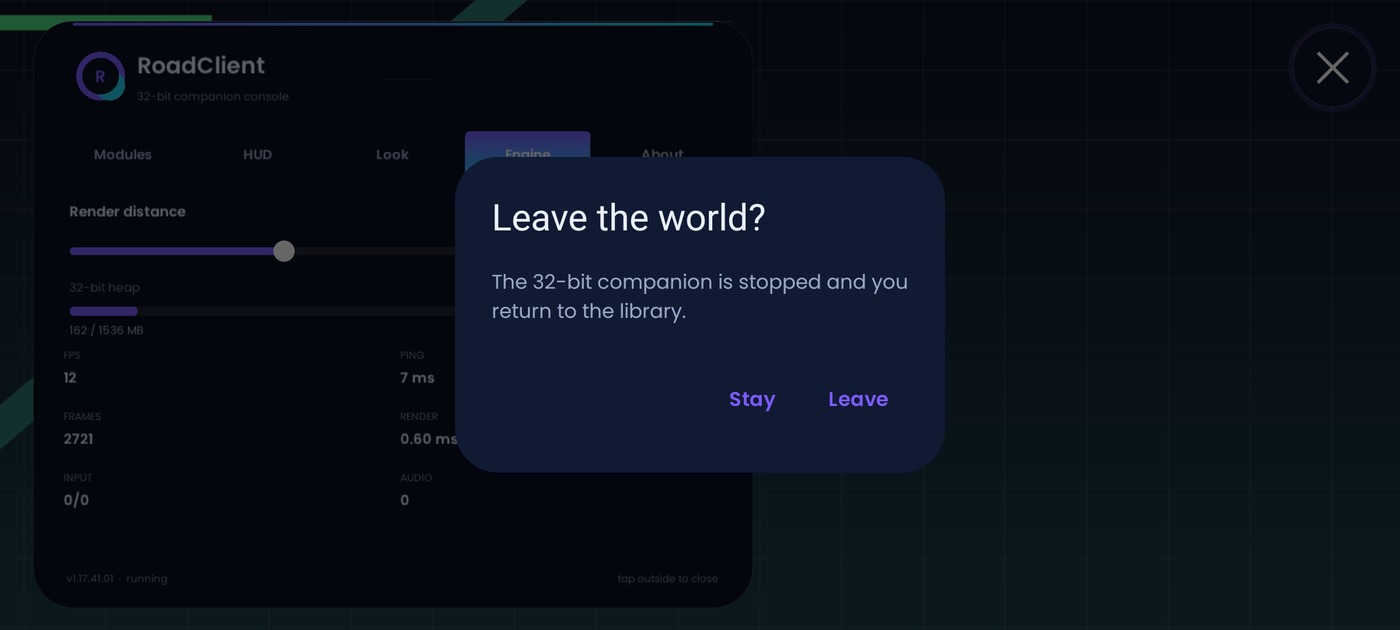 R
RoadClient
32-bit companion console
Modules
HUD
Look
Engine
About
Render distance
32-bit heap
162 / 1536 MB
FPS
12
PING
7 ms
FRAMES
2721
RENDER
0.60 ms
INPUT
0/0
AUDIO
0
v1.17.41.01 · running
tap outside to close
Leave the world?
The 32-bit companion is stopped and you
return to the library.
Stay
Leave